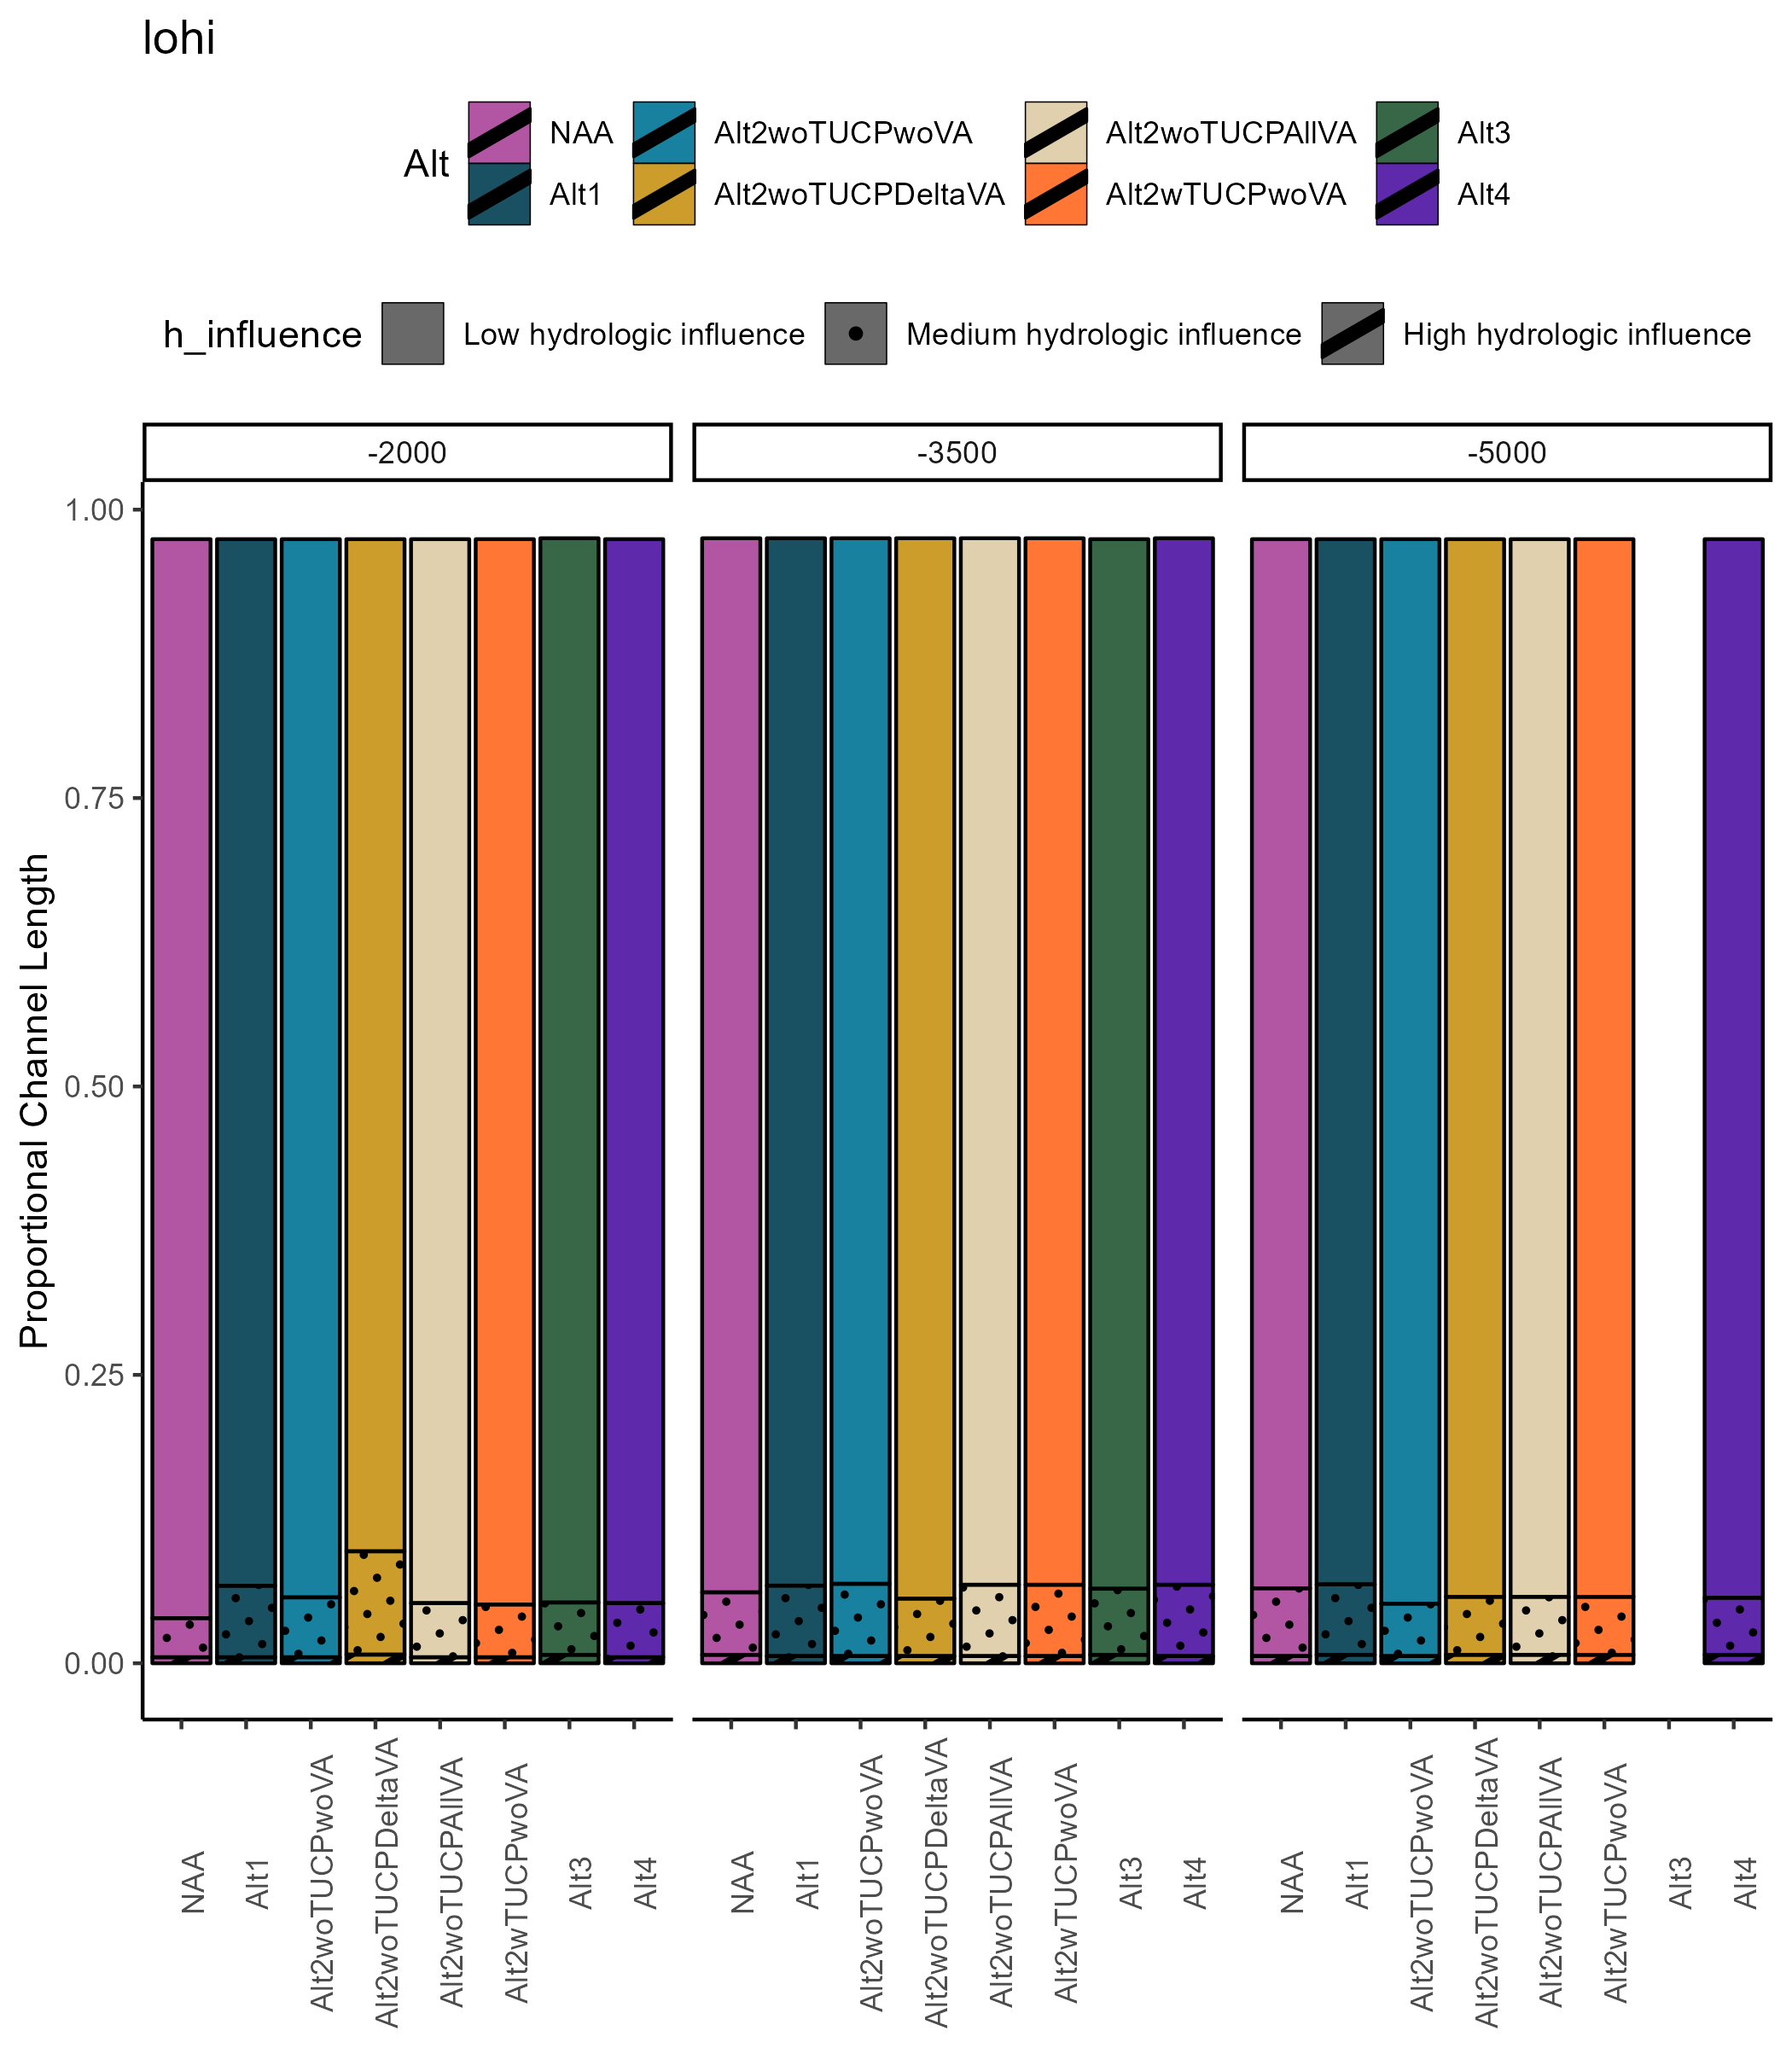 lohi
Alt
NAA Alt2woTUCPwoVA Alt2woTUCPAllVA Alt3
Alt1 Alt2woTUCPDeltaVA Alt2wTUCPwoVA Alt4
h_influence Low hydrologic influence Medium hydrologic influence High hydrologic influence
-2000 -3500 -5000
1.00
0.75
0.50
0.25
0.00
Proportional Channel Length
NAA
Alt1
Alt2woTUCPwoVA
Alt2woTUCPDeltaVA
Alt2woTUCPAllVA
Alt2wTUCPwoVA
Alt3
Alt4
NAA
Alt1
Alt2woTUCPwoVA
Alt2woTUCPDeltaVA
Alt2woTUCPAllVA
Alt2wTUCPwoVA
Alt3
Alt4
NAA
Alt1
Alt2woTUCPwoVA
Alt2woTUCPDeltaVA
Alt2woTUCPAllVA
Alt2wTUCPwoVA
Alt3
Alt4